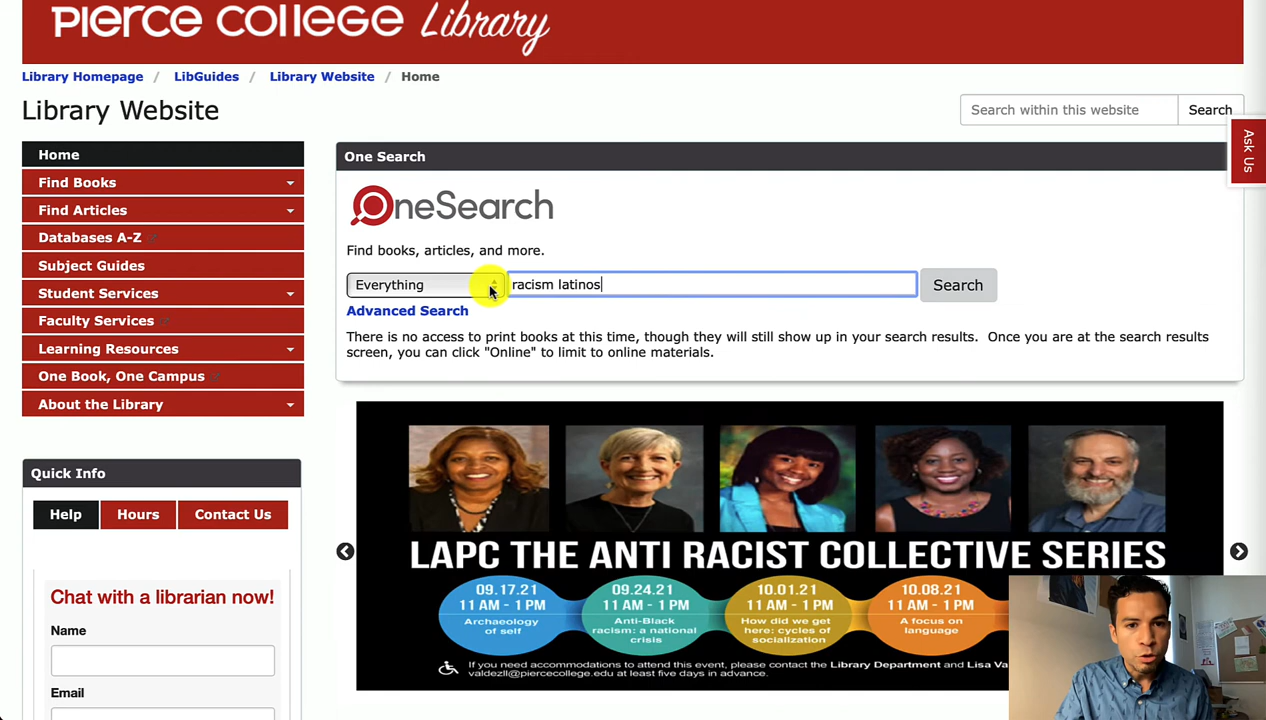 PIERCE COLLEGE Library
Library Homepage / LibGuides / Library Website / Home
Library Website
Search within this website Search
Ask Us
Home
Find Books
Find Articles
Databases A-Z
Subject Guides
Student Services
Faculty Services
Learning Resources
One Book, One Campus
About the Library
One Search
OneSearch
Find books, articles, and more.
Everything racism latinos Search
Advanced Search
There is no access to print books at this time, though they will still show up in your search results. Once you are at the search results
screen, you can click "Online" to limit to online materials.
Quick Info
Help Hours Contact Us
Chat with a librarian now!
Name
Email
LAPC THE ANTI RACIST COLLECTIVE SERIES
09.17.21
11 AM - 1 PM
Archaeology
of self
09.24.21
11 AM - 1 PM
Anti-Black
racism: a national
crisis
10.01.21
11 AM - 1 PM
How did we get
here: cycles of
socialization
10.08.21
11 AM - 1 PM
A focus on
language
If you need accommodations to attend this event, please contact the Library Department and Lisa Va
valdezll@piercecollege.edu at least five days in advance.